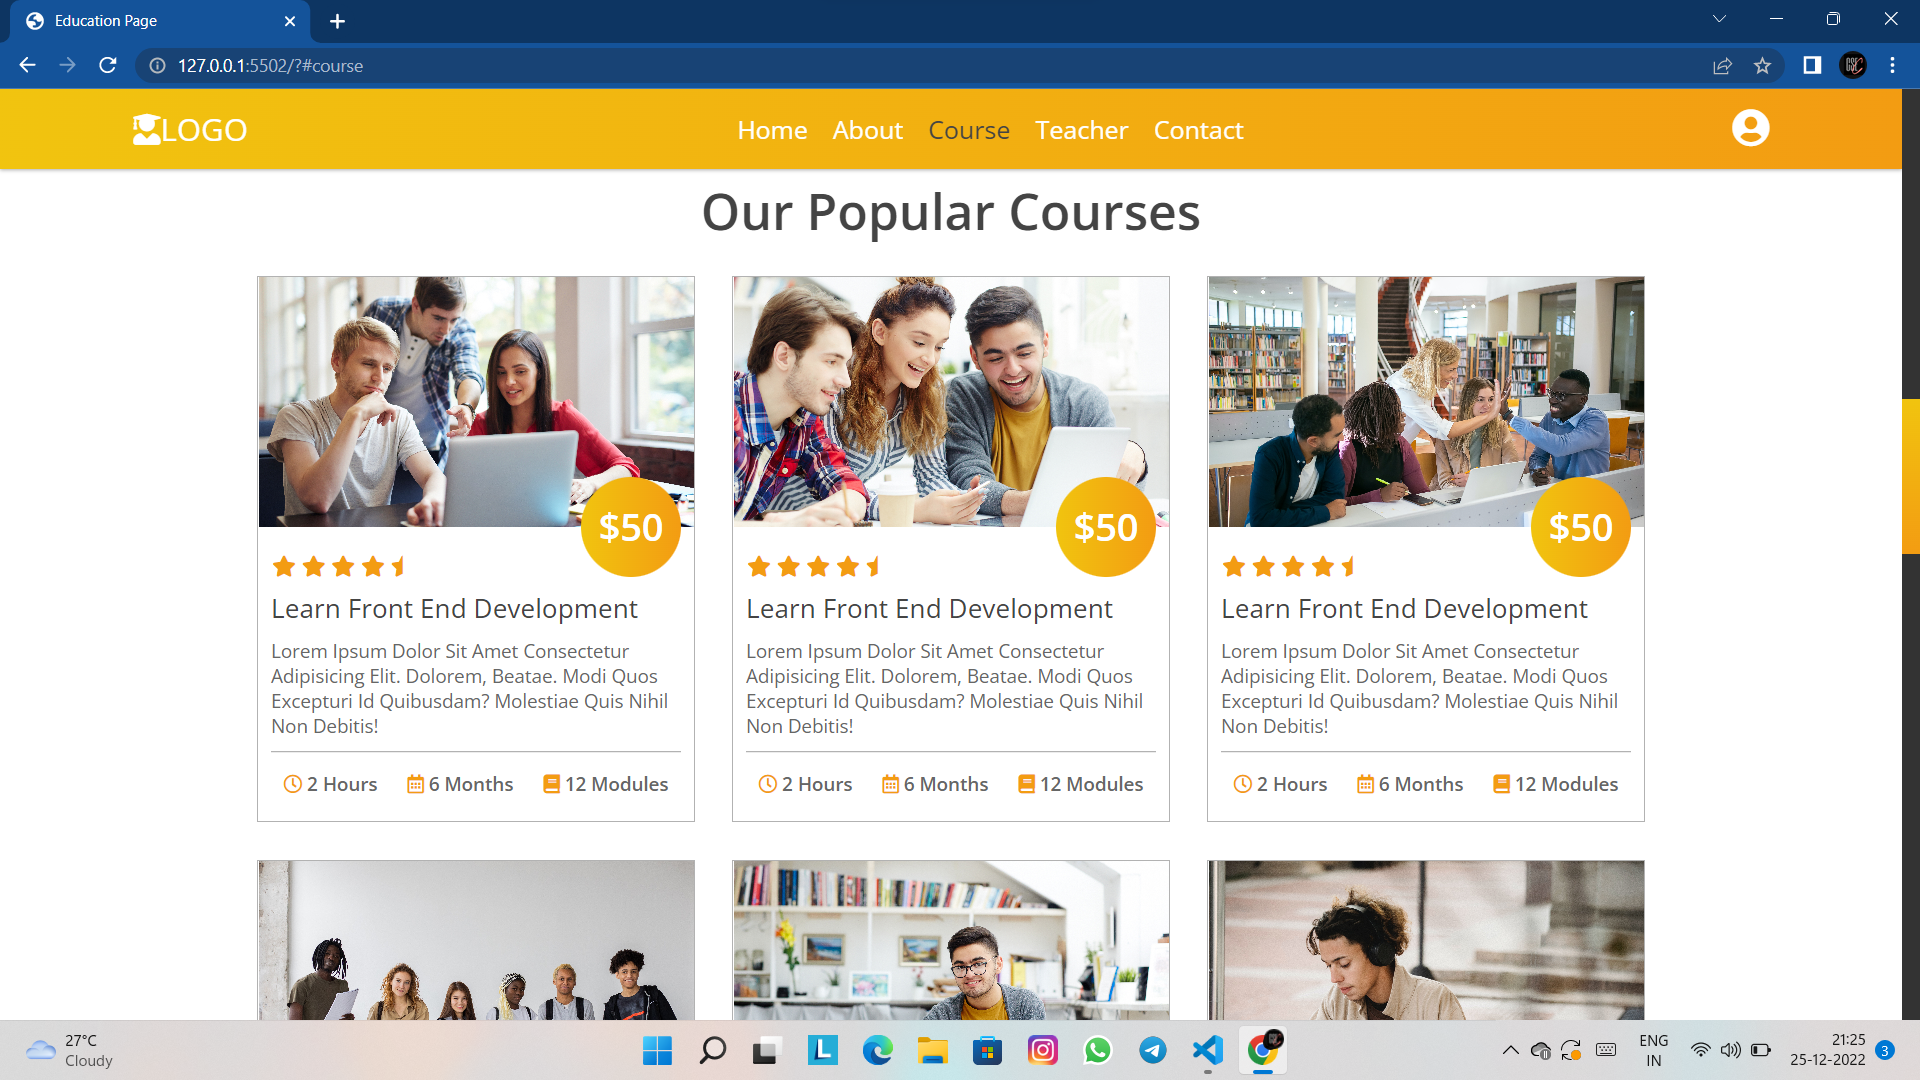 Education Page
127.0.0.1:5502/?#course
LOGO
Home About Course Teacher Contact
Our Popular Courses
$50
Learn Front End Development
Lorem Ipsum Dolor Sit Amet Consectetur
Adipisicing Elit. Dolorem, Beatae. Modi Quos
Excepturi Id Quibusdam? Molestiae Quis Nihil
Non Debitis!
2 Hours 6 Months 12 Modules
$50
Learn Front End Development
Lorem Ipsum Dolor Sit Amet Consectetur
Adipisicing Elit. Dolorem, Beatae. Modi Quos
Excepturi Id Quibusdam? Molestiae Quis Nihil
Non Debitis!
2 Hours 6 Months 12 Modules
$50
Learn Front End Development
Lorem Ipsum Dolor Sit Amet Consectetur
Adipisicing Elit. Dolorem, Beatae. Modi Quos
Excepturi Id Quibusdam? Molestiae Quis Nihil
Non Debitis!
2 Hours 6 Months 12 Modules
27°C
Cloudy
L
ENG
IN
21:25
25-12-2022
3